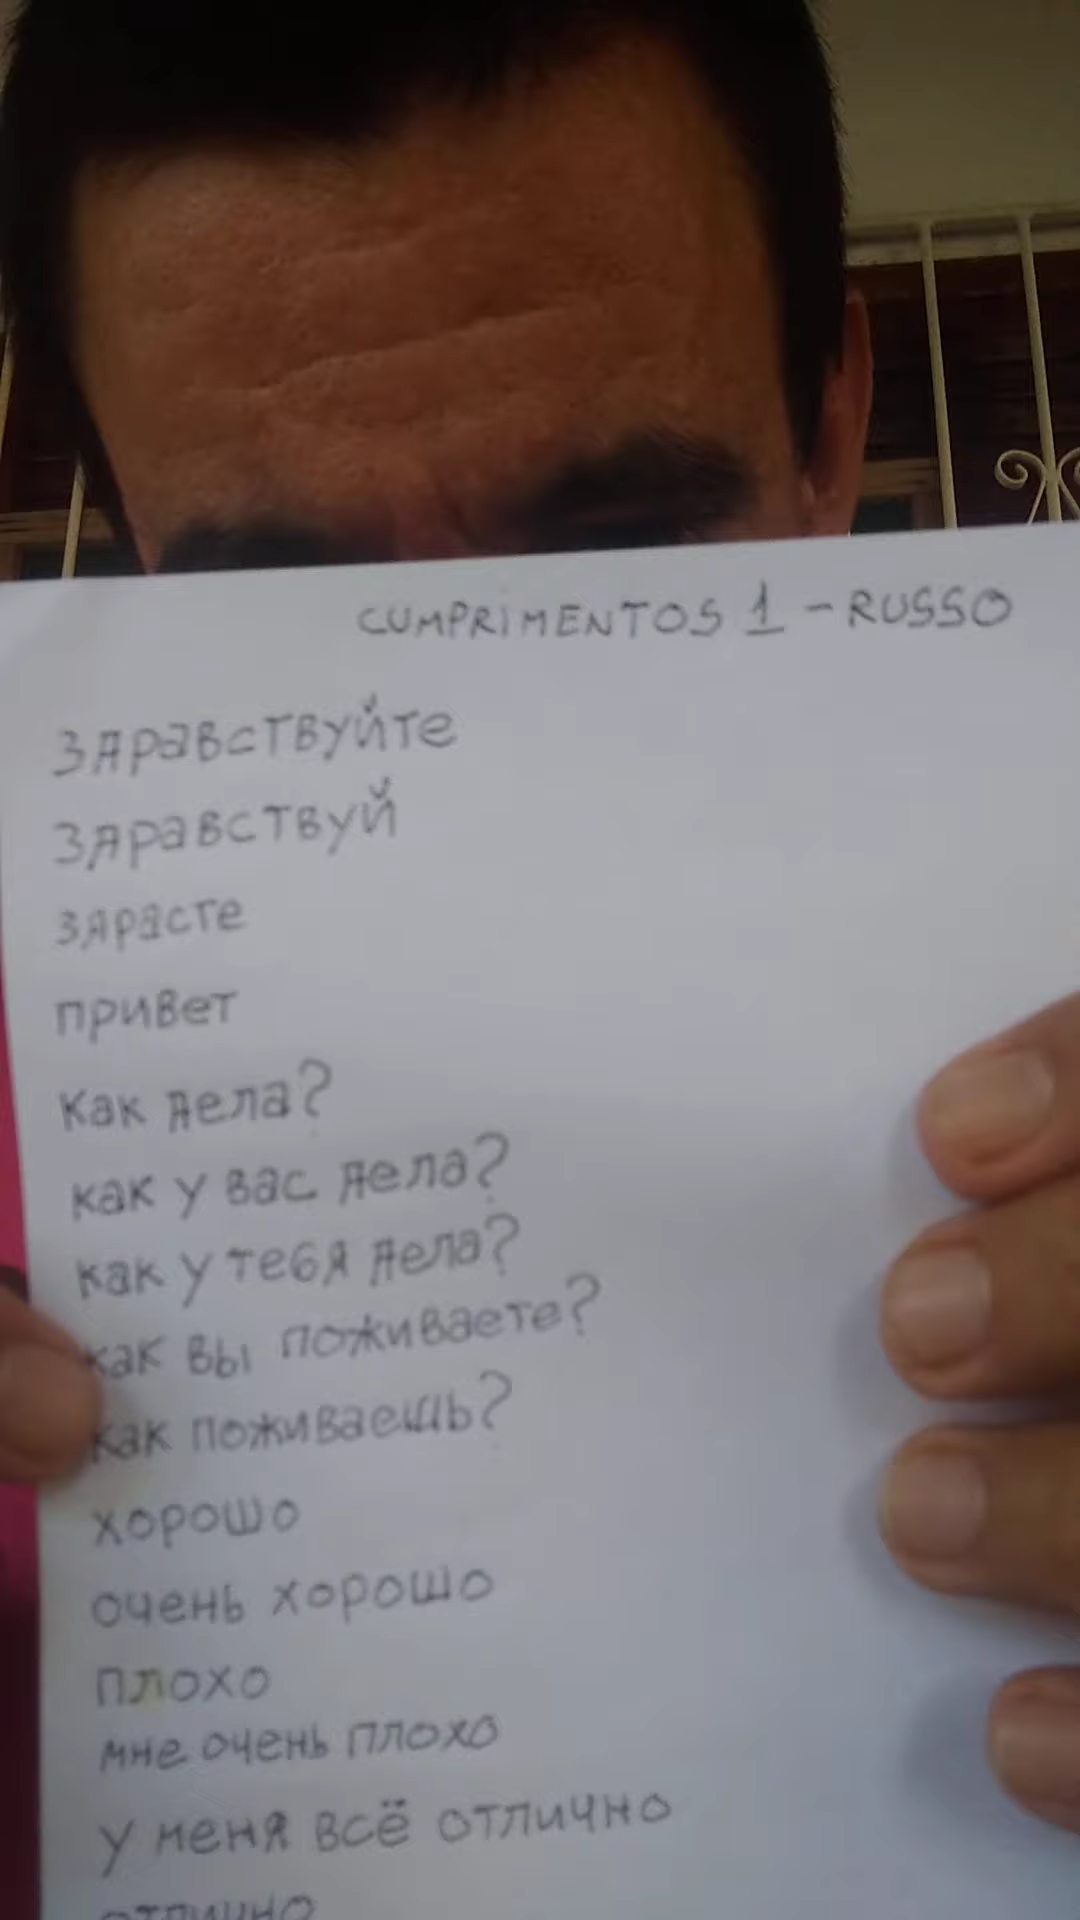 CUMPRIMENTOS 1 - RUSSO
здравствуйте
здравствуй
здрасте
привет
как дела?
как у вас дела?
как у тебя дела?
как вы поживаете?
как поживаешь?
хорошо
очень хорошо
плохо
мне очень плохо
у меня всё отлично
отлично